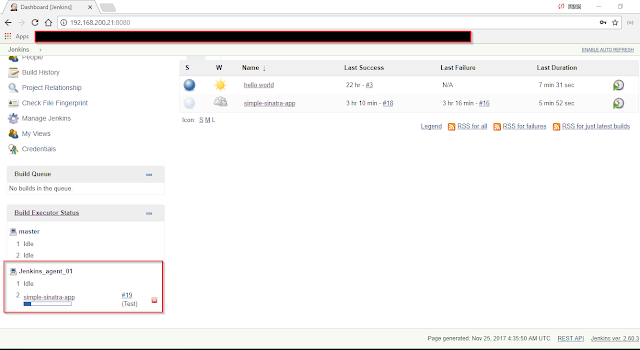 Dashboard [Jenkins]
192.168.200.21:8080
Apps
Jenkins
ENABLE AUTO REFRESH
People
Build History
Project Relationship
Check File Fingerprint
Manage Jenkins
My Views
Credentials
S W Name ↓ Last Success Last Failure Last Duration
hello world 22 hr - #3 N/A 7 min 31 sec
simple-sinatra-app 3 hr 10 min - #18 3 hr 16 min - #16 5 min 52 sec
Icon: S M L
Legend RSS for all RSS for failures RSS for just latest builds
Build Queue
No builds in the queue.
Build Executor Status
master
1 Idle
2 Idle
Jenkins_agent_01
1 Idle
2 simple-sinatra-app #19
(Test)
Page generated: Nov 25, 2017 4:35:50 AM UTC REST API Jenkins ver. 2.60.3